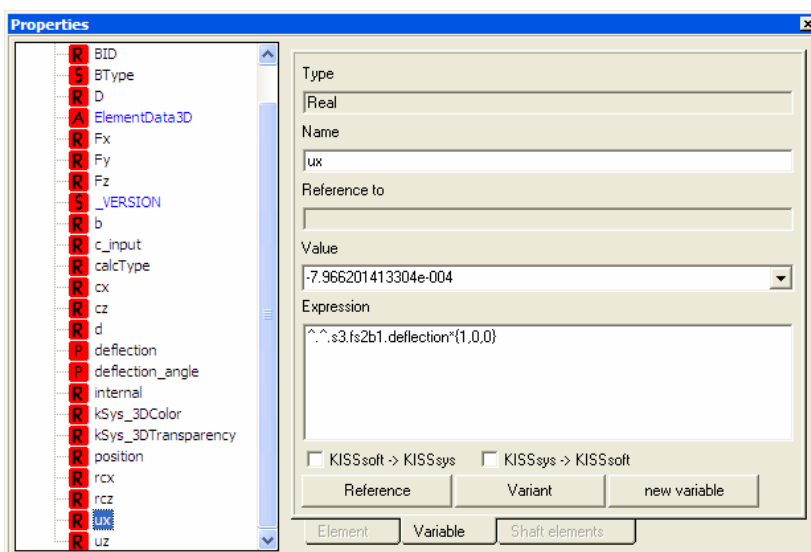 Properties
R BID
S BType
R D
A ElementData3D
R Fx
R Fy
R Fz
S _VERSION
R b
R c_input
R calcType
R cx
R cz
R d
P deflection
P deflection_angle
R internal
R kSys_3DColor
R kSys_3DTransparency
R position
R rcx
R rcz
R ux
R uz
Type
Real
Name
ux
Reference to
Value
-7.966201413304e-004
Expression
^.^.s3.fs2b1.deflection*{1,0,0}
KISSsoft -> KISSsys KISSsys -> KISSsoft
Reference Variant new variable
Element Variable Shaft elements